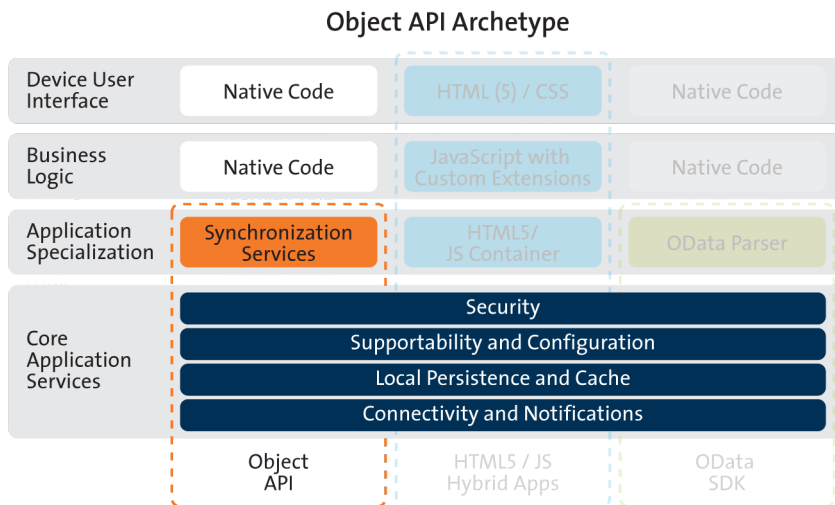 Object API Archetype
Device User
Interface
Native Code
HTML (5) / CSS
Native Code
Business
Logic
Native Code
JavaScript with
Custom Extensions
Native Code
Application
Specialization
Synchronization
Services
HTML5/
JS Container
OData Parser
Core
Application
Services
Security
Supportability and Configuration
Local Persistence and Cache
Connectivity and Notifications
Object
API
HTML5 / JS
Hybrid Apps
OData
SDK